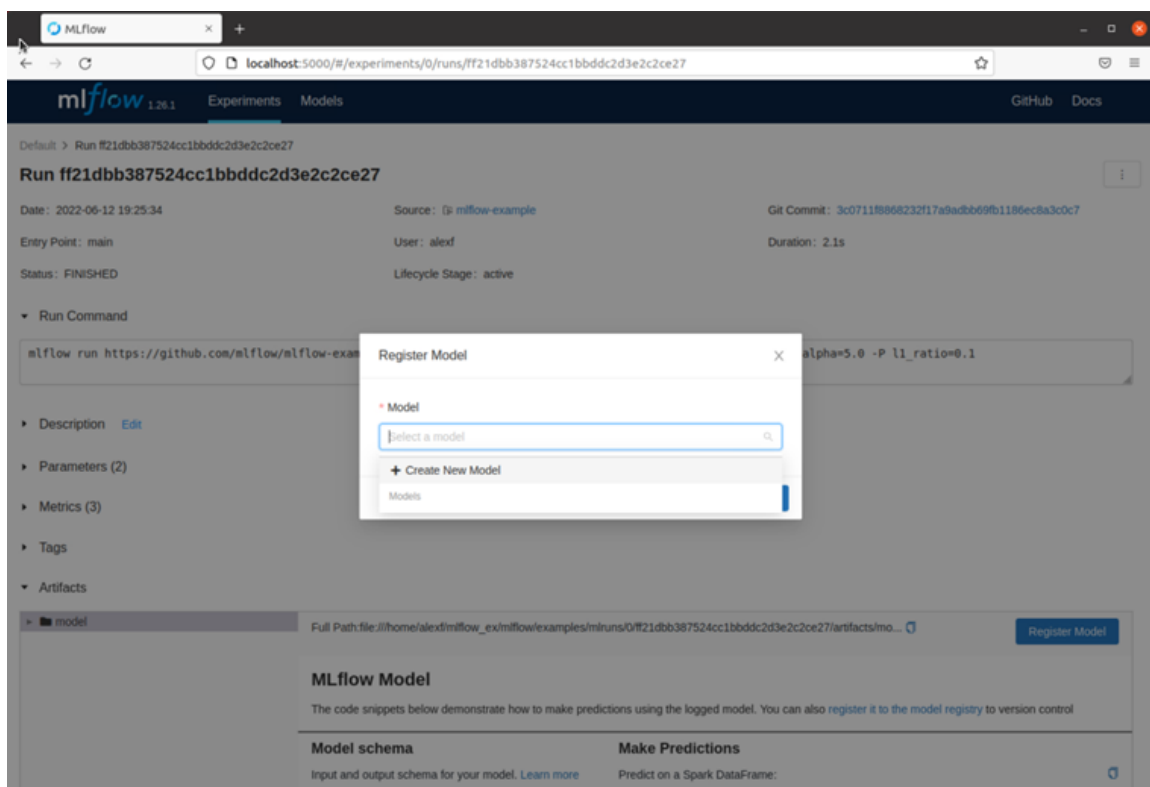 MLflow
localhost:5000/#/experiments/0/runs/ff21dbb387524cc1bbddc2d3e2c2ce27
mlflow 1.26.1 Experiments Models GitHub Docs
Default > Run ff21dbb387524cc1bbddc2d3e2c2ce27
Run ff21dbb387524cc1bbddc2d3e2c2ce27
Date: 2022-06-12 19:25:34 Source: mlflow-example Git Commit: 3c0711f8868232f17a9adbb69fb1186ec8a3c0c7
Entry Point: main User: alexf Duration: 2.1s
Status: FINISHED Lifecycle Stage: active
Run Command
mlflow run https://github.com/mlflow/mlflow-exam alpha=5.0 -P l1_ratio=0.1
Register Model
* Model
Select a model
+ Create New Model
Models
Description Edit
Parameters (2)
Metrics (3)
Tags
Artifacts
model
Full Path:file:///home/alexf/mlflow_ex/mlflow/examples/mlruns/0/ff21dbb387524cc1bbddc2d3e2c2ce27/artifacts/mo...
Register Model
MLflow Model
The code snippets below demonstrate how to make predictions using the logged model. You can also register it to the model registry to version control
Model schema
Input and output schema for your model. Learn more
Make Predictions
Predict on a Spark DataFrame: